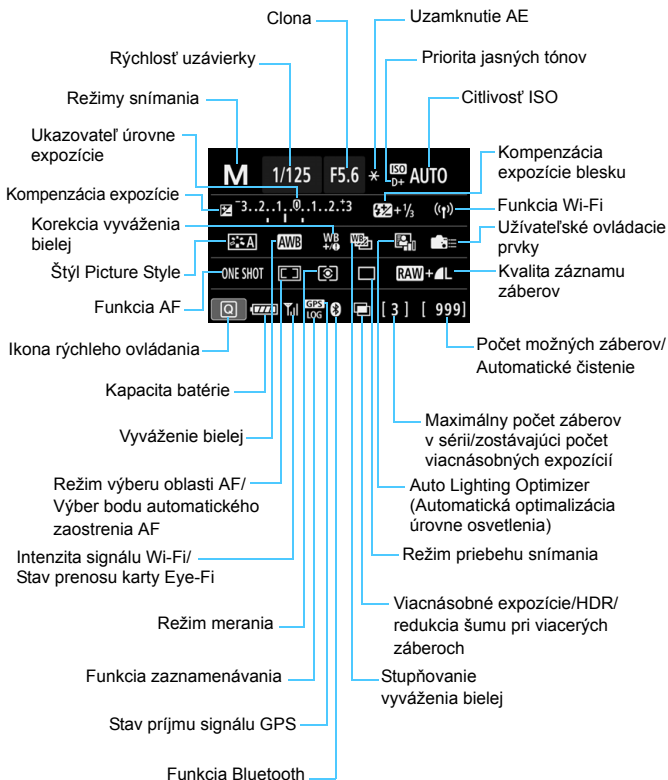 Clona
Uzamknutie AE
Rýchlosť uzávierky
Priorita jasných tónov
Režimy snímania
Citlivosť ISO
Ukazovateľ úrovne
expozície
Kompenzácia
expozície blesku
Kompenzácia expozície
Funkcia Wi-Fi
Korekcia vyváženia
bielej
Užívateľské ovládacie
prvky
Štýl Picture Style
Kvalita záznamu
záberov
Funkcia AF
M 1/125 F5.6 * ISO D+ AUTO
-3..2..1..0..1..2.+3 +1/3
A AWB WB +/- WB
ONE SHOT RAW+ L
Q GPS LOG [ 3 ] [ 999]
Ikona rýchleho ovládania
Počet možných záberov/
Automatické čistenie
Kapacita batérie
Vyváženie bielej
Maximálny počet záberov
v sérii/zostávajúci počet
viacnásobných expozícií
Režim výberu oblasti AF/
Výber bodu automatického
zaostrenia AF
Auto Lighting Optimizer
(Automatická optimalizácia
úrovne osvetlenia)
Intenzita signálu Wi-Fi/
Stav prenosu karty Eye-Fi
Režim priebehu snímania
Režim merania
Viacnásobné expozície/HDR/
redukcia šumu pri viacerých
záberoch
Funkcia zaznamenávania
Stupňovanie
vyváženia bielej
Stav príjmu signálu GPS
Funkcia Bluetooth